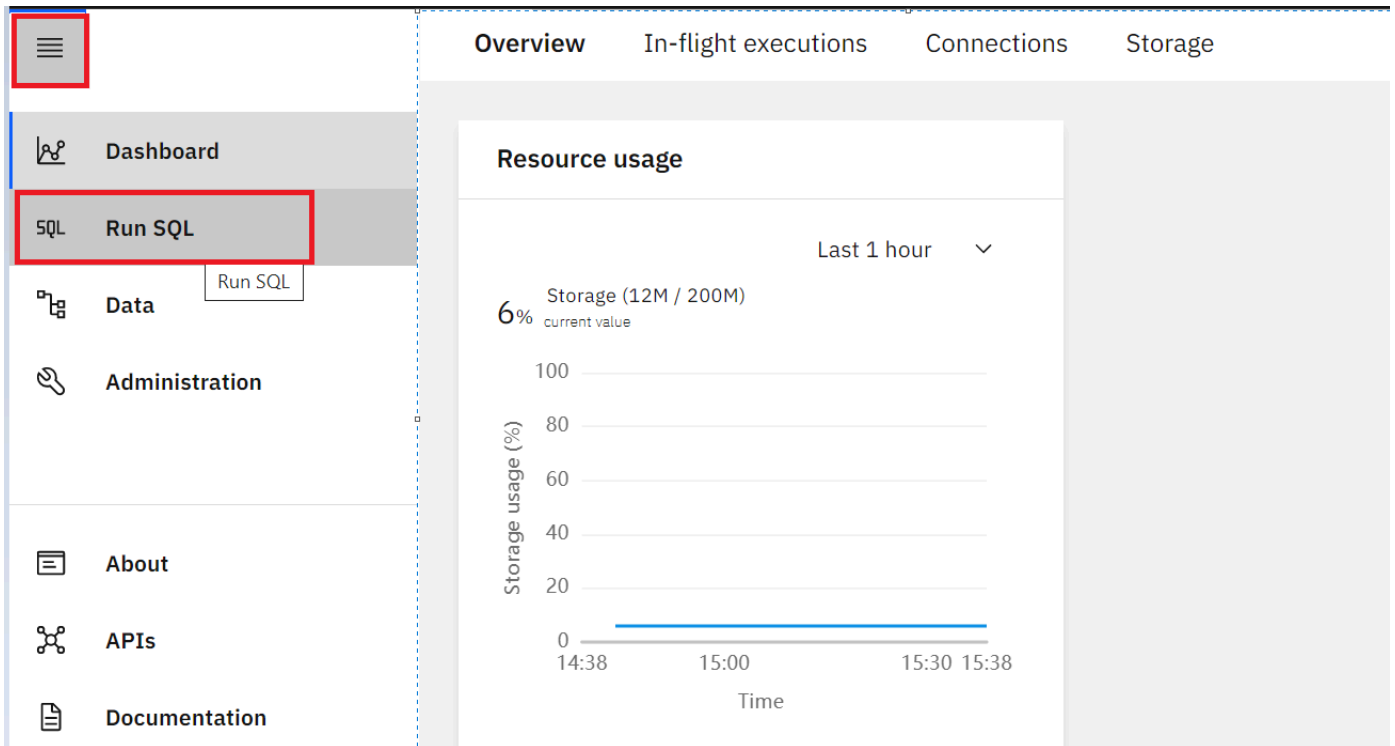 Overview In-flight executions Connections Storage
Dashboard
SQL Run SQL
Run SQL
Data
Administration
About
APIs
Documentation
Resource usage
Last 1 hour
6% Storage (12M / 200M)
current value
Storage usage (%)
100
80
60
40
20
0
14:38 15:00 15:30 15:38
Time